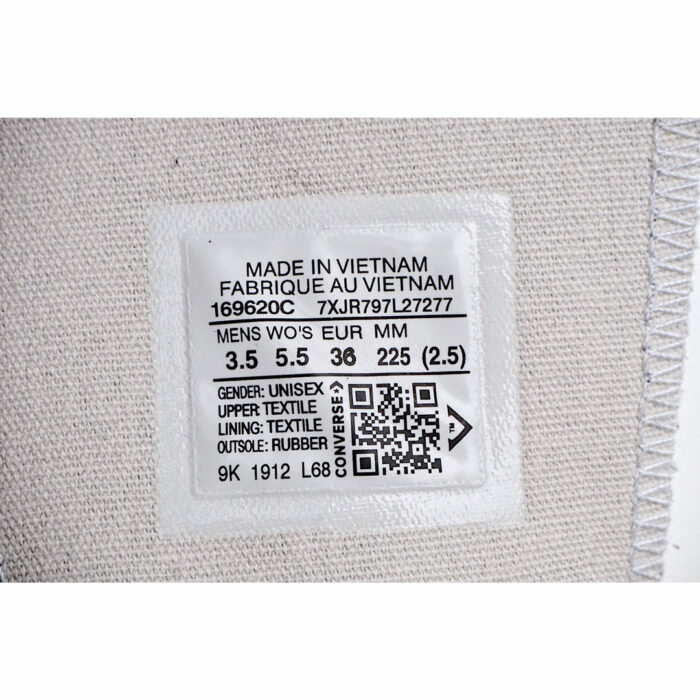 MADE IN VIETNAM
FABRIQUE AU VIETNAM
169620C 7XJR797L27277
MENS WO'S EUR MM
3.5 5.5 36 225 (2.5)
GENDER: UNISEX
UPPER: TEXTILE
LINING: TEXTILE
OUTSOLE: RUBBER
9K 1912 L68
CONVERSE
TM